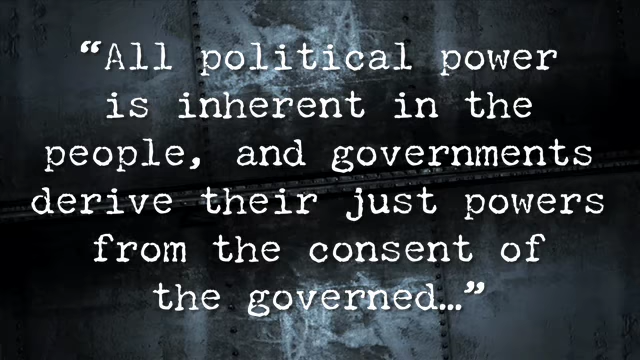 “All political power
is inherent in the
people, and governments
derive their just powers
from the consent of
the governed…”